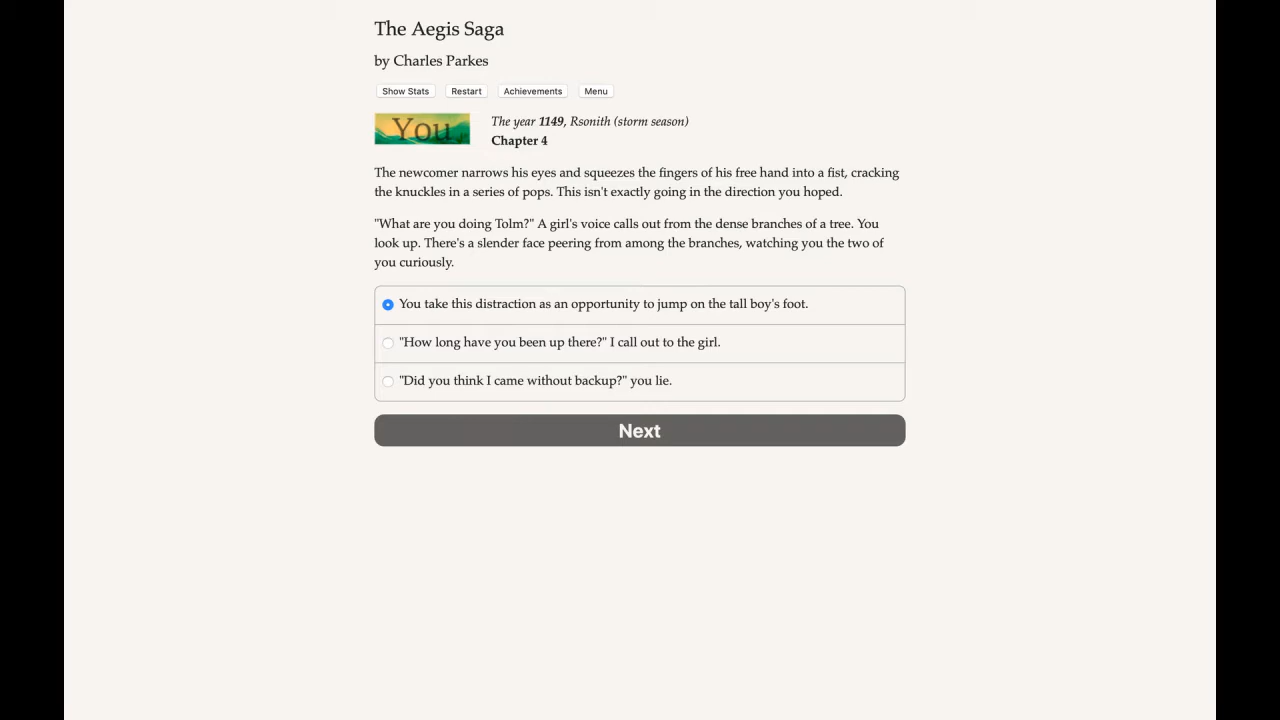 The Aegis Saga
by Charles Parkes
Show Stats Restart Achievements Menu
You
The year 1149, Rsonith (storm season)
Chapter 4
The newcomer narrows his eyes and squeezes the fingers of his free hand into a fist, cracking
the knuckles in a series of pops. This isn't exactly going in the direction you hoped.
"What are you doing Tolm?" A girl's voice calls out from the dense branches of a tree. You
look up. There's a slender face peering from among the branches, watching you the two of
you curiously.
You take this distraction as an opportunity to jump on the tall boy's foot.
"How long have you been up there?" I call out to the girl.
"Did you think I came without backup?" you lie.
Next